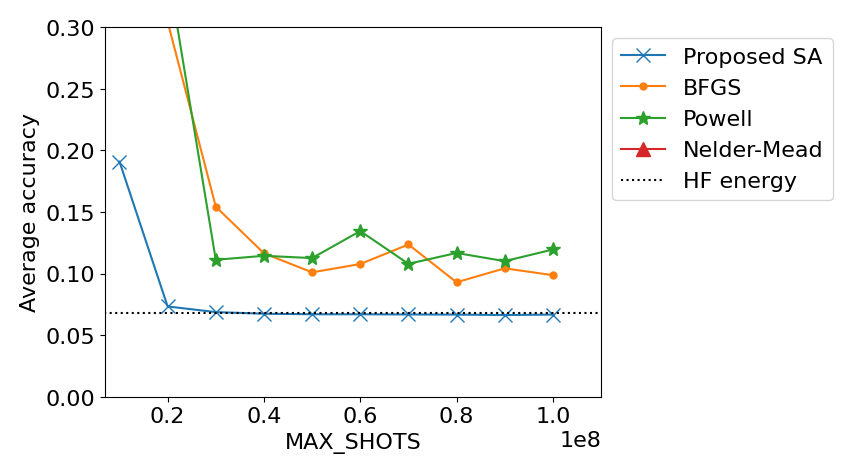 0.30
0.25
0.20
0.15
0.10
0.05
0.00
Average accuracy
0.2 0.4 0.6 0.8 1.0
1e8
MAX_SHOTS
Proposed SA
BFGS
Powell
Nelder-Mead
HF energy